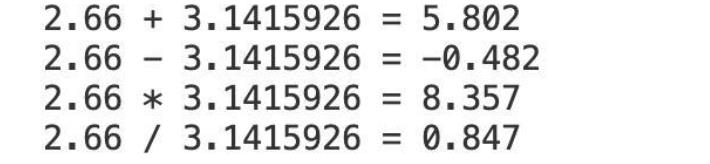 2.66 + 3.1415926 = 5.802
2.66 - 3.1415926 = -0.482
2.66 * 3.1415926 = 8.357
2.66 / 3.1415926 = 0.847